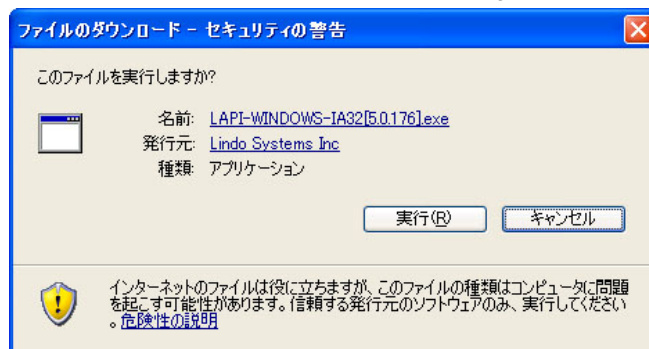 ファイルのダウンロード - セキュリティの警告
このファイルを実行しますか?
名前: LAPI-WINDOWS-IA32[5.0.176].exe
発行元: Lindo Systems Inc
種類: アプリケーション
実行(R) キャンセル
インターネットのファイルは役に立ちますが、このファイルの種類はコンピュータに問題
を起こす可能性があります。信頼する発行元のソフトウェアのみ、実行してください
。危険性の説明